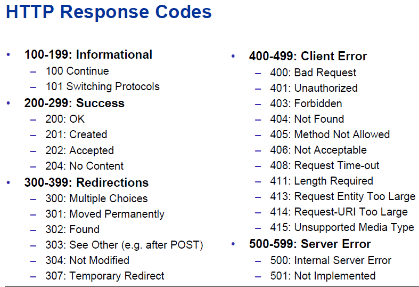 HTTP Response Codes
• 100-199: Informational
– 100 Continue
– 101 Switching Protocols
• 200-299: Success
– 200: OK
– 201: Created
– 202: Accepted
– 204: No Content
• 300-399: Redirections
– 300: Multiple Choices
– 301: Moved Permanently
– 302: Found
– 303: See Other (e.g. after POST)
– 304: Not Modified
– 307: Temporary Redirect
• 400-499: Client Error
– 400: Bad Request
– 401: Unauthorized
– 403: Forbidden
– 404: Not Found
– 405: Method Not Allowed
– 406: Not Acceptable
– 408: Request Time-out
– 411: Length Required
– 413: Request Entity Too Large
– 414: Request-URI Too Large
– 415: Unsupported Media Type
• 500-599: Server Error
– 500: Internal Server Error
– 501: Not Implemented